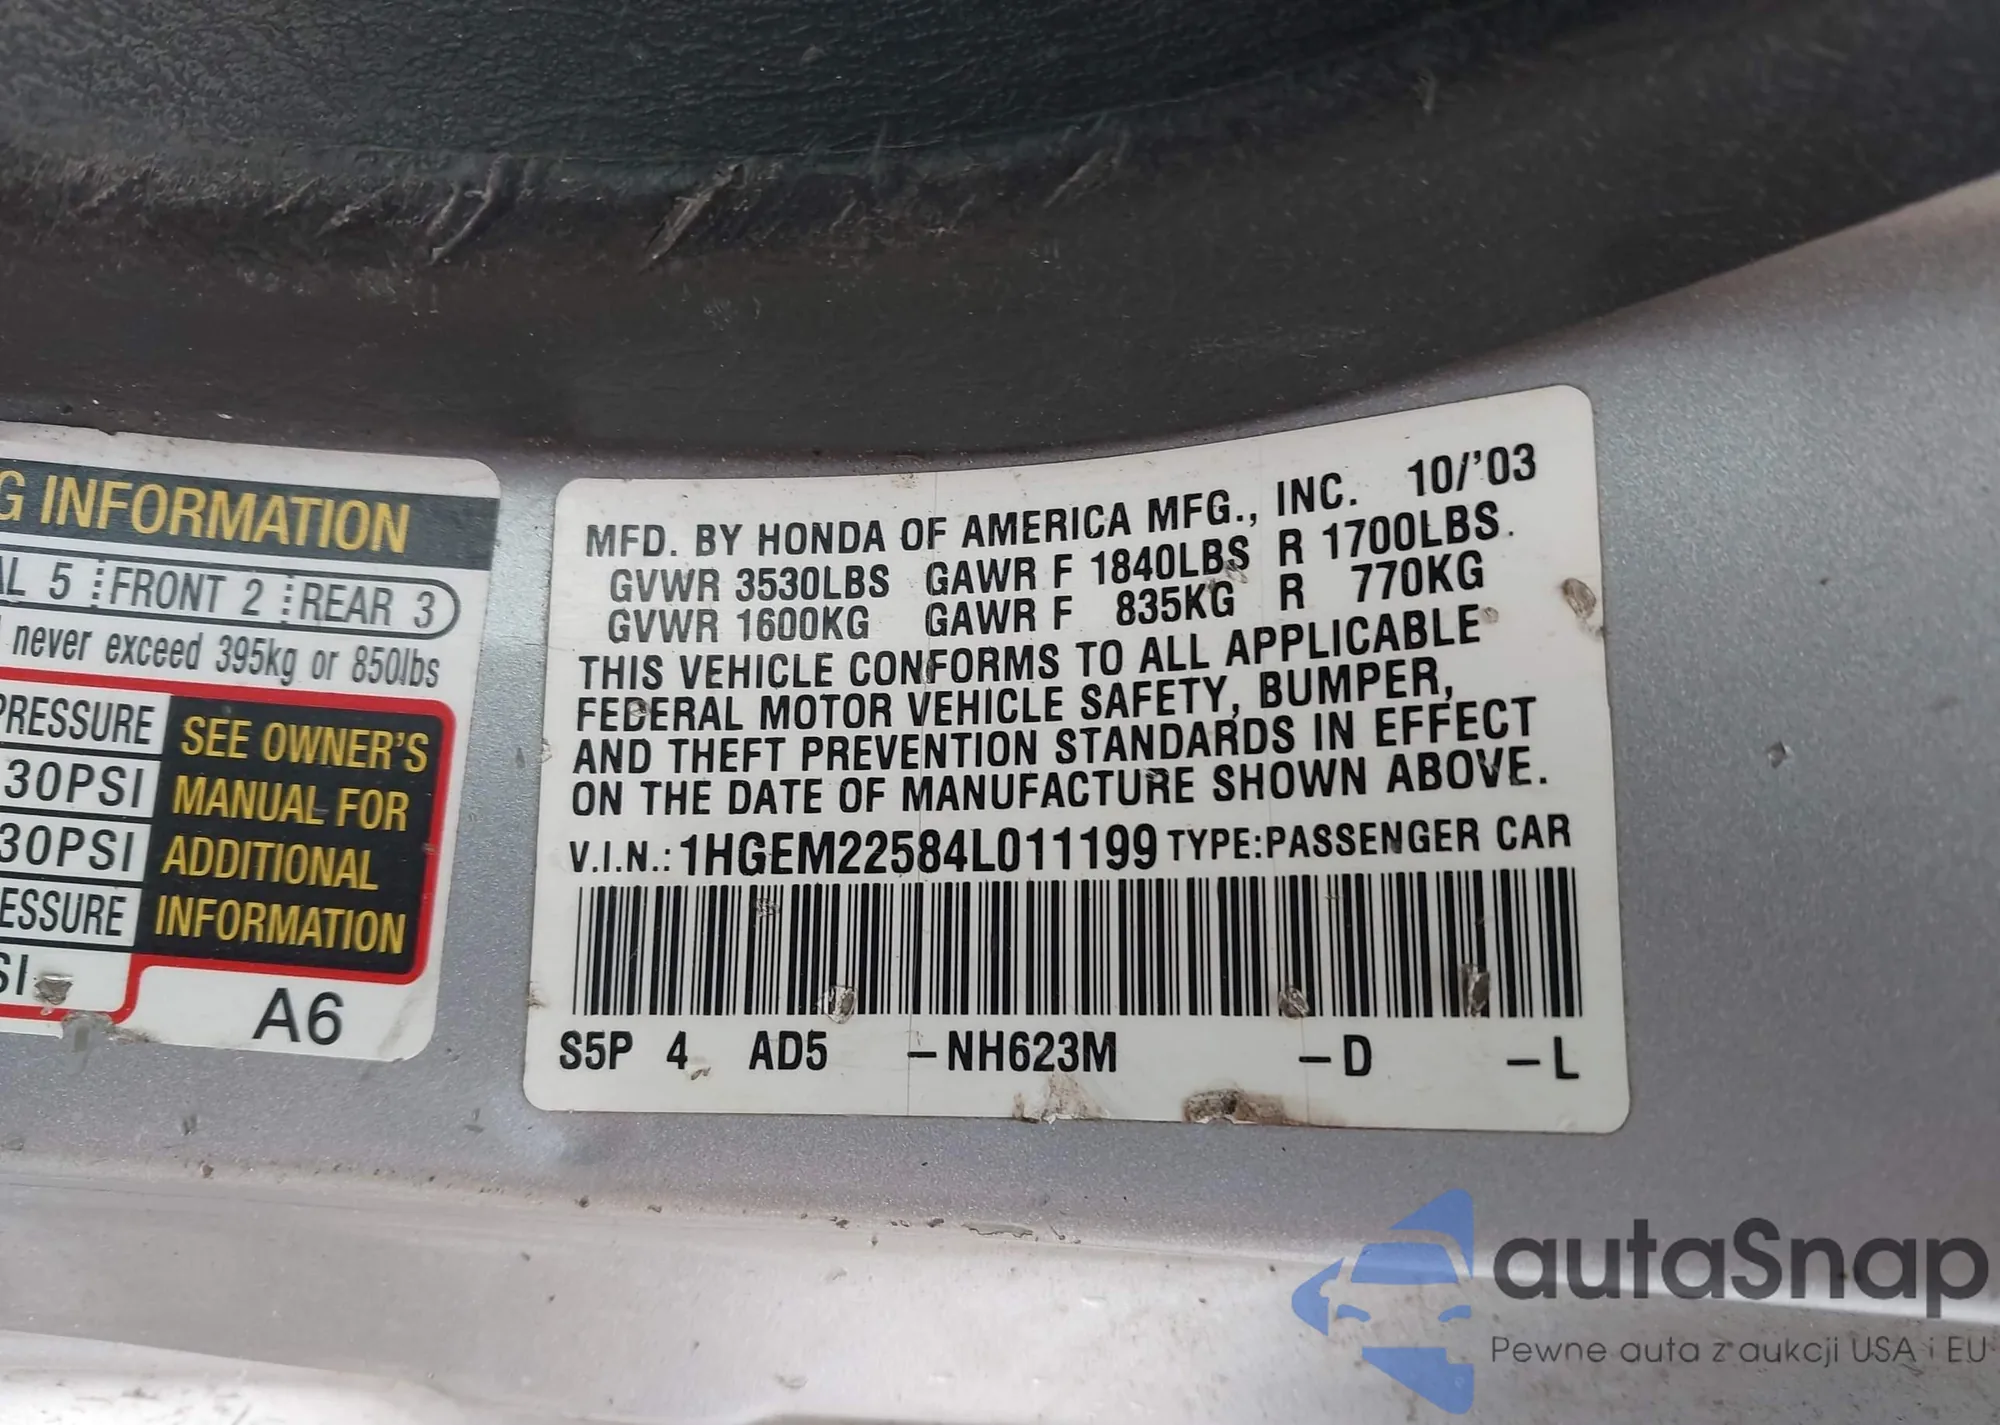 G INFORMATION
AL 5 FRONT 2 REAR 3
never exceed 395kg or 850lbs
PRESSURE
30PSI
30PSI
ESSURE
SI
SEE OWNER'S
MANUAL FOR
ADDITIONAL
INFORMATION
A6
MFD. BY HONDA OF AMERICA MFG., INC. 10/'03
GVWR 3530LBS GAWR F 1840LBS R 1700LBS.
GVWR 1600KG GAWR F 835KG R 770KG
THIS VEHICLE CONFORMS TO ALL APPLICABLE
FEDERAL MOTOR VEHICLE SAFETY, BUMPER,
AND THEFT PREVENTION STANDARDS IN EFFECT
ON THE DATE OF MANUFACTURE SHOWN ABOVE.
V.I.N.: 1HGEM22584L011199 TYPE:PASSENGER CAR
S5P 4 AD5 –NH623M –D –L
autaSnap
Pewne auta z aukcji USA i EU